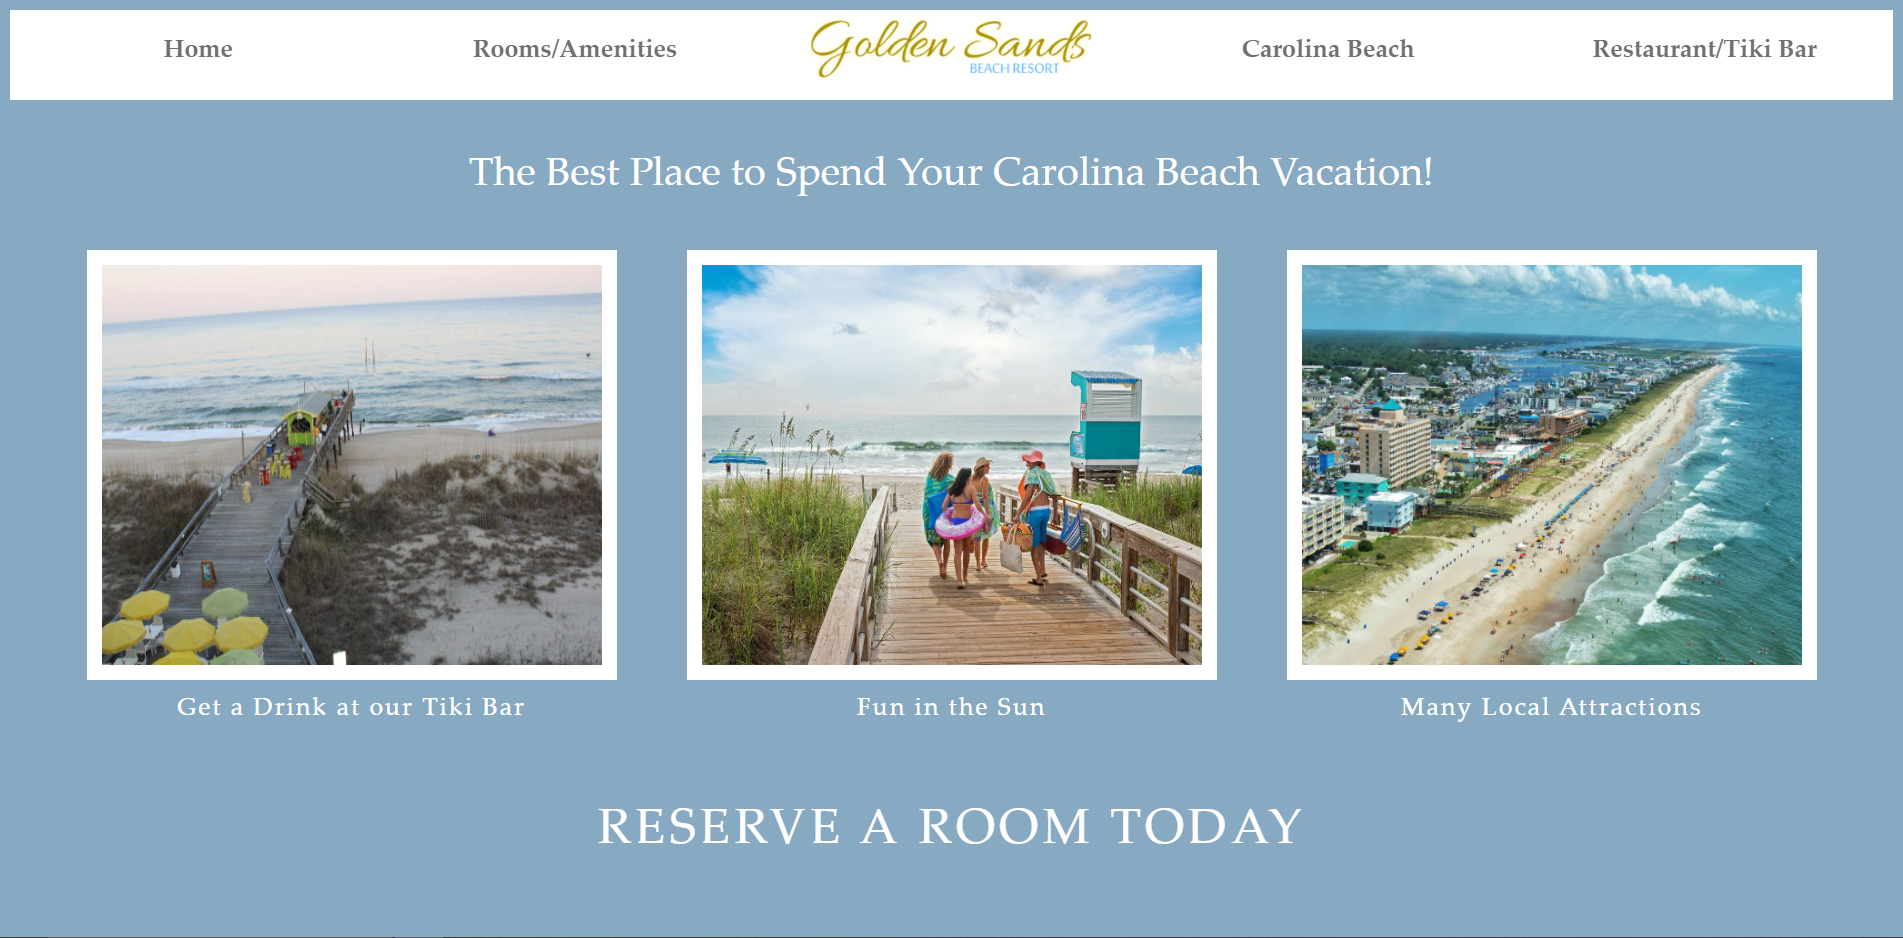 Home
Rooms/Amenities
Golden Sands
BEACH RESORT
Carolina Beach
Restaurant/Tiki Bar
The Best Place to Spend Your Carolina Beach Vacation!
Get a Drink at our Tiki Bar
Fun in the Sun
Many Local Attractions
RESERVE A ROOM TODAY